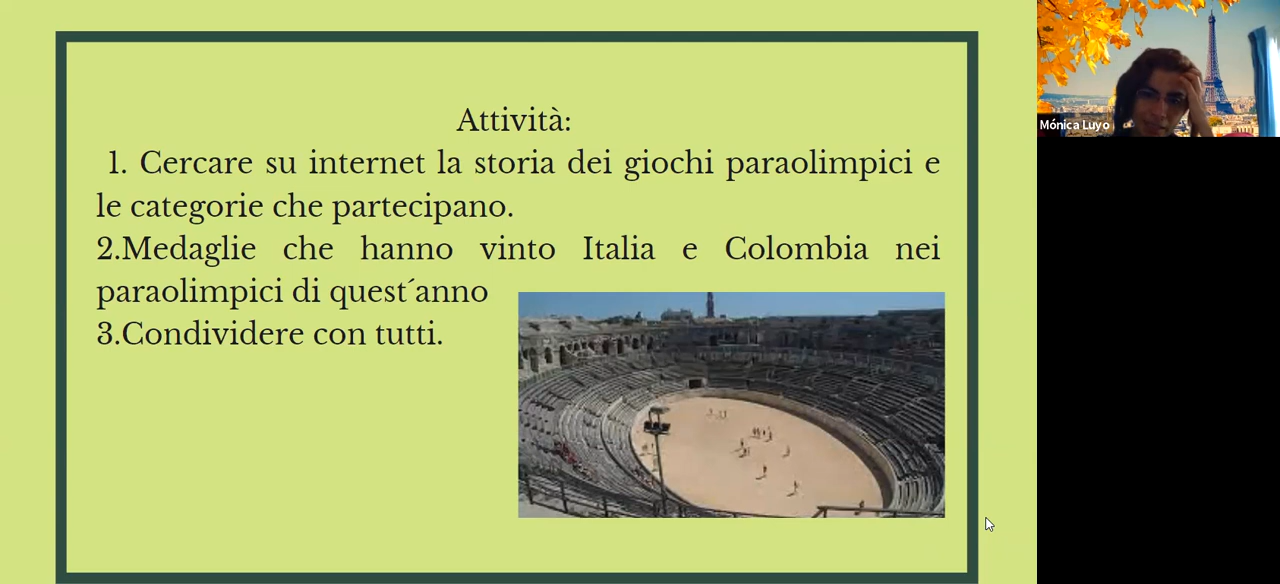 Attività:
1. Cercare su internet la storia dei giochi paraolimpici e
le categorie che partecipano.
2.Medaglie che hanno vinto Italia e Colombia nei
paraolimpici di quest´anno
3.Condividere con tutti.
Mónica Luyo